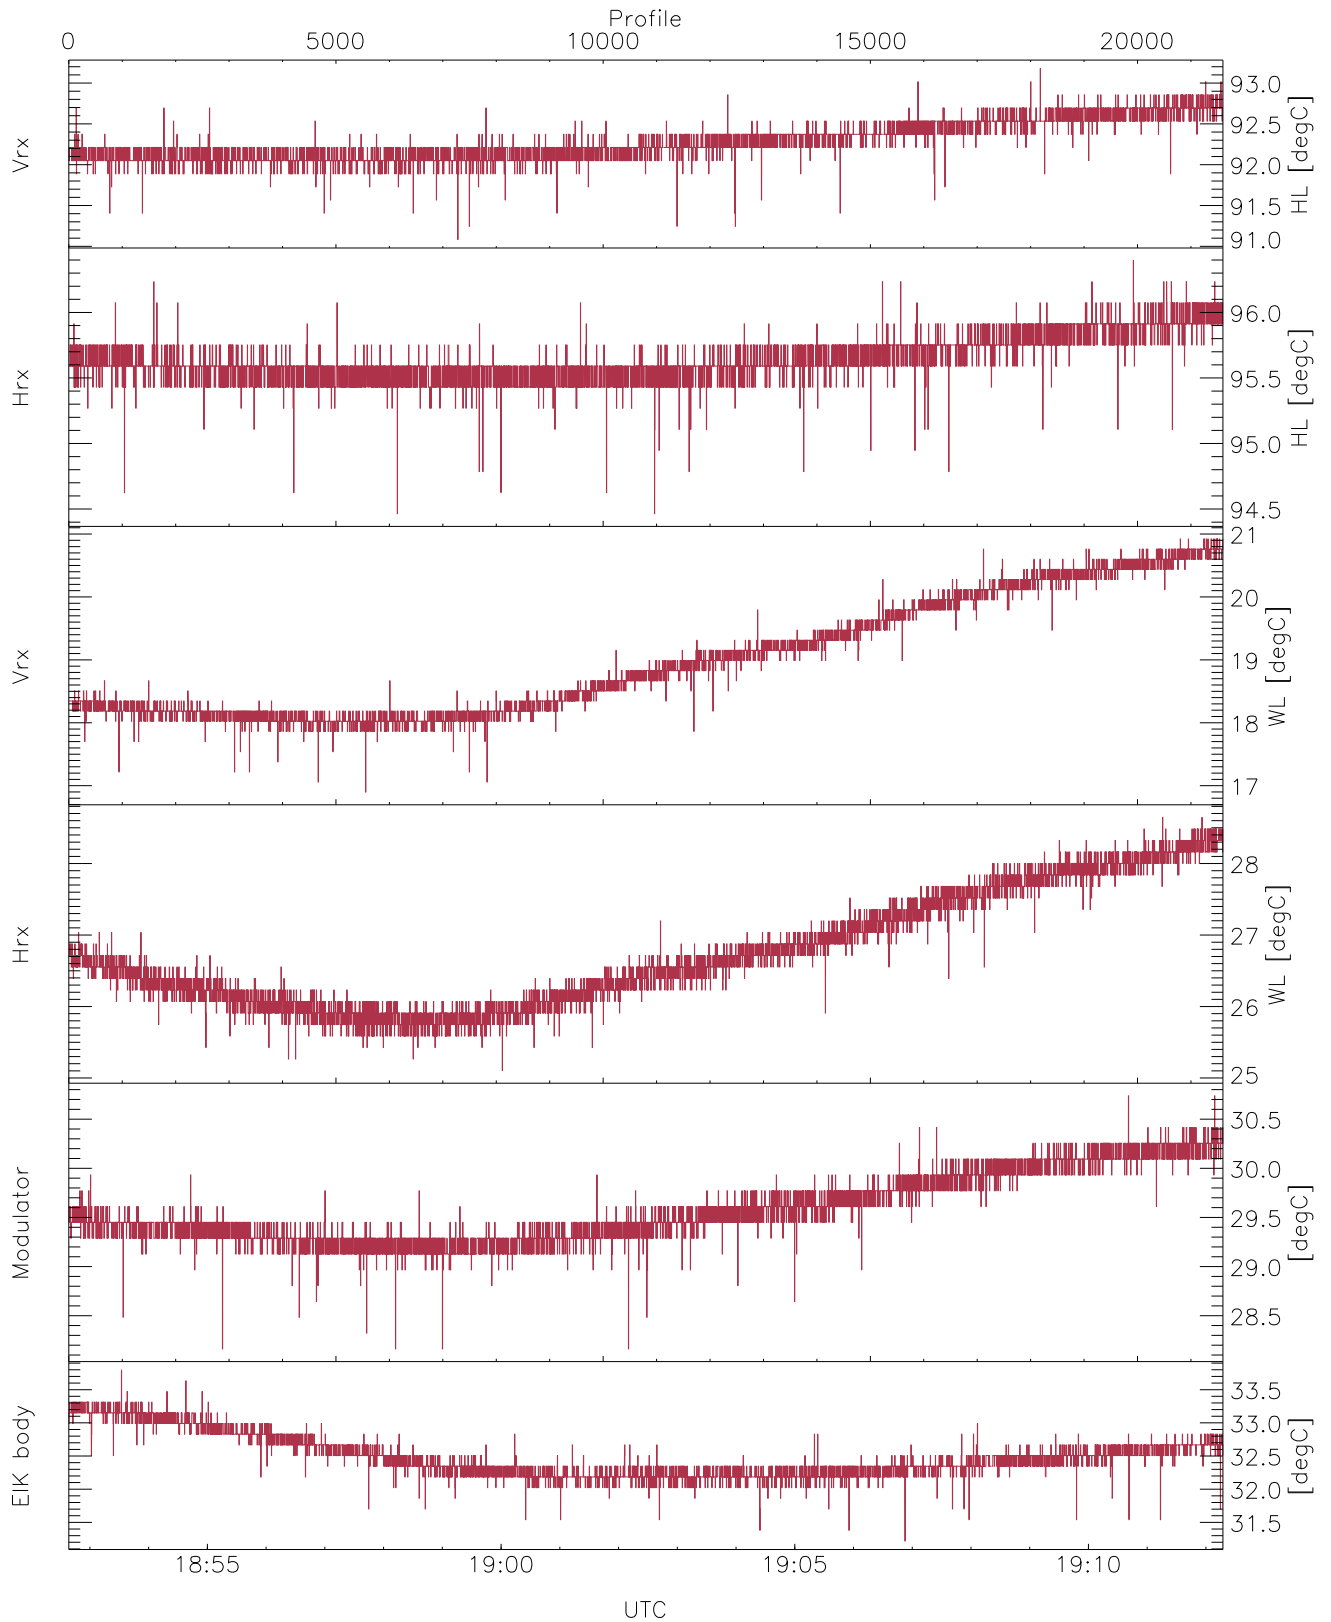 Profile
0 5000 10000 15000 20000
Vrx
93.0
92.5
92.0
91.5
91.0
HL [degC]
Hrx
96.0
95.5
95.0
94.5
HL [degC]
Vrx
21
20
19
18
17
WL [degC]
Hrx
28
27
26
25
WL [degC]
Modulator
30.5
30.0
29.5
29.0
28.5
[degC]
EIK body
33.5
33.0
32.5
32.0
31.5
[degC]
18:55 19:00 19:05 19:10
UTC